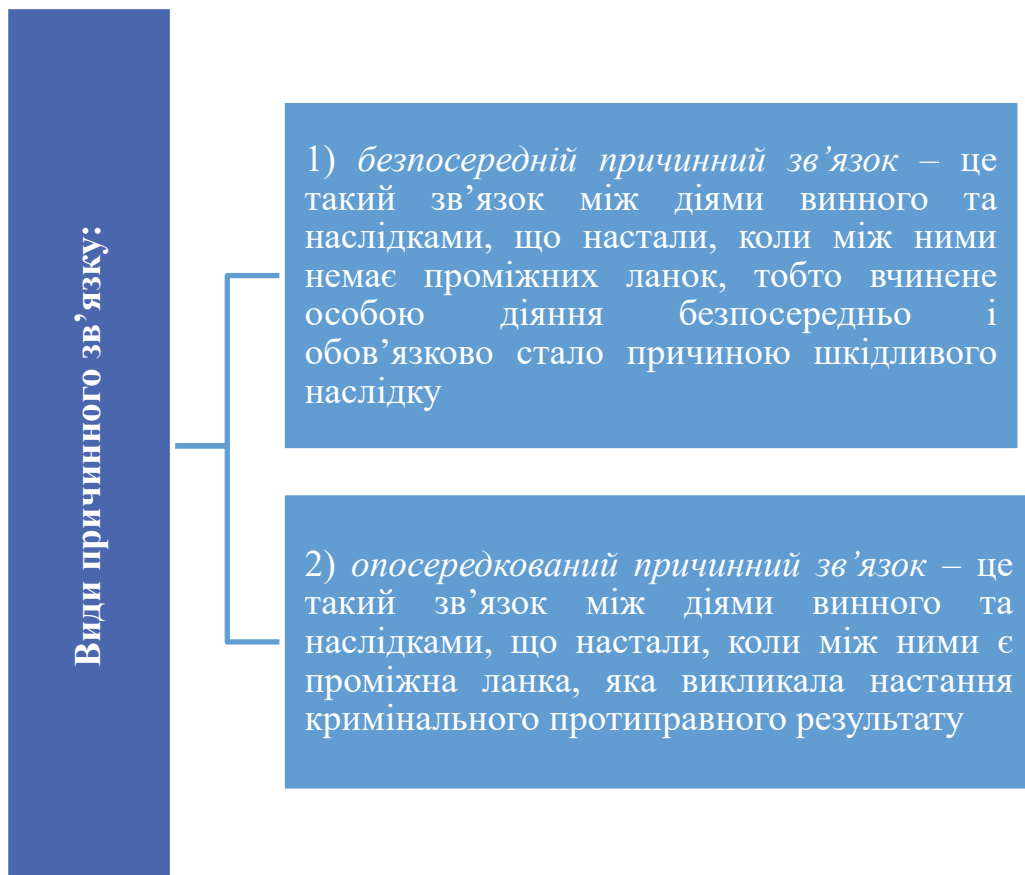 Види причинного зв’язку:
1) безпосередній причинний зв’язок – це
такий зв’язок між діями винного та
наслідками, що настали, коли між ними
немає проміжних ланок, тобто вчинене
особою діяння безпосередньо і
обов’язково стало причиною шкідливого
наслідку
2) опосередкований причинний зв’язок – це
такий зв’язок між діями винного та
наслідками, що настали, коли між ними є
проміжна ланка, яка викликала настання
кримінального протиправного результату